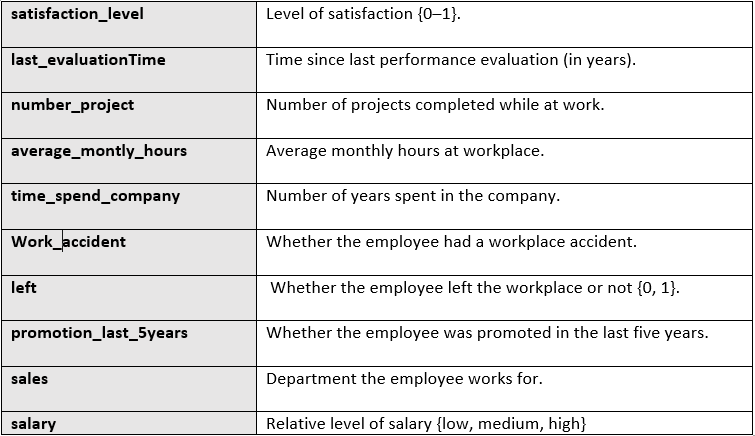 satisfaction_level Level of satisfaction {0–1}.
last_evaluationTime Time since last performance evaluation (in years).
number_project Number of projects completed while at work.
average_montly_hours Average monthly hours at workplace.
time_spend_company Number of years spent in the company.
Work_accident Whether the employee had a workplace accident.
left Whether the employee left the workplace or not {0, 1}.
promotion_last_5years Whether the employee was promoted in the last five years.
sales Department the employee works for.
salary Relative level of salary {low, medium, high}